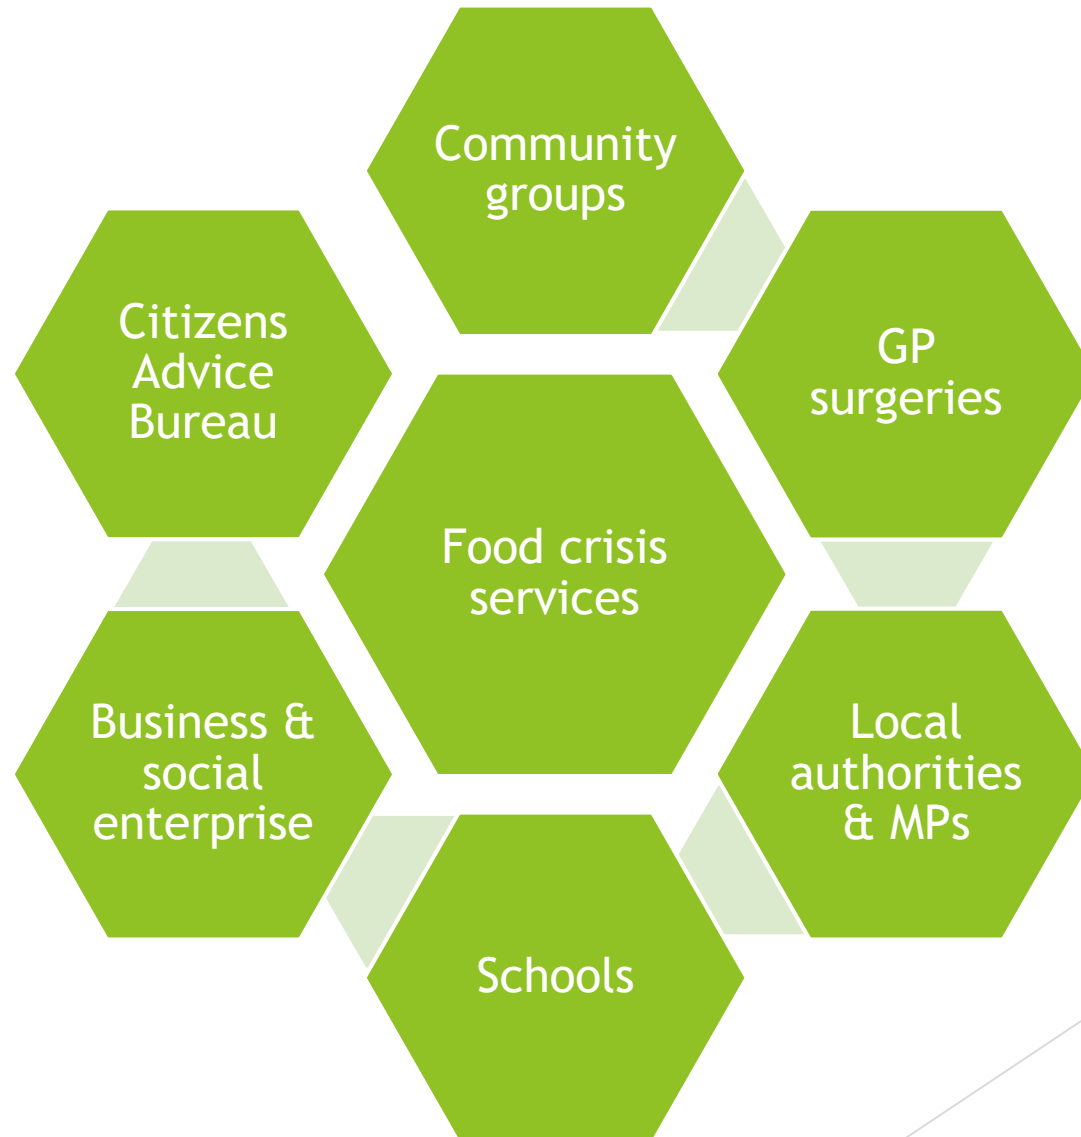 Community
groups
GP
surgeries
Local
authorities
& MPs
Schools
Business &
social
enterprise
Citizens
Advice
Bureau
Food crisis
services